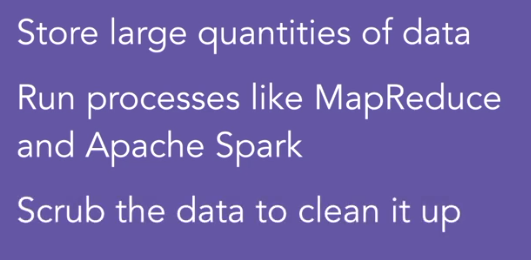 Store large quantities of data
Run processes like MapReduce
and Apache Spark
Scrub the data to clean it up